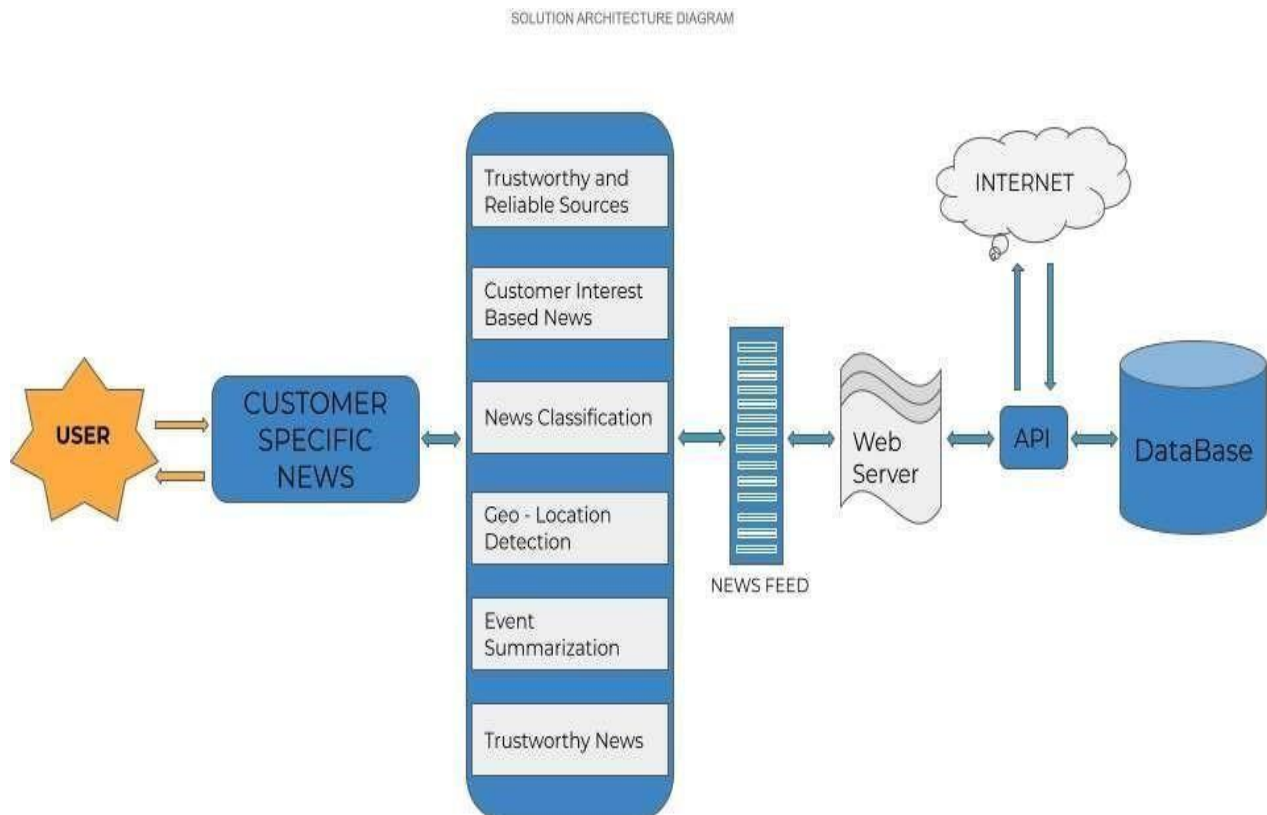 SOLUTION ARCHITECTURE DIAGRAM
USER
CUSTOMER
SPECIFIC
NEWS
Trustworthy and
Reliable Sources
Customer Interest
Based News
News Classification
Geo - Location
Detection
Event
Summarization
Trustworthy News
NEWS FEED
Web
Server
INTERNET
API
DataBase